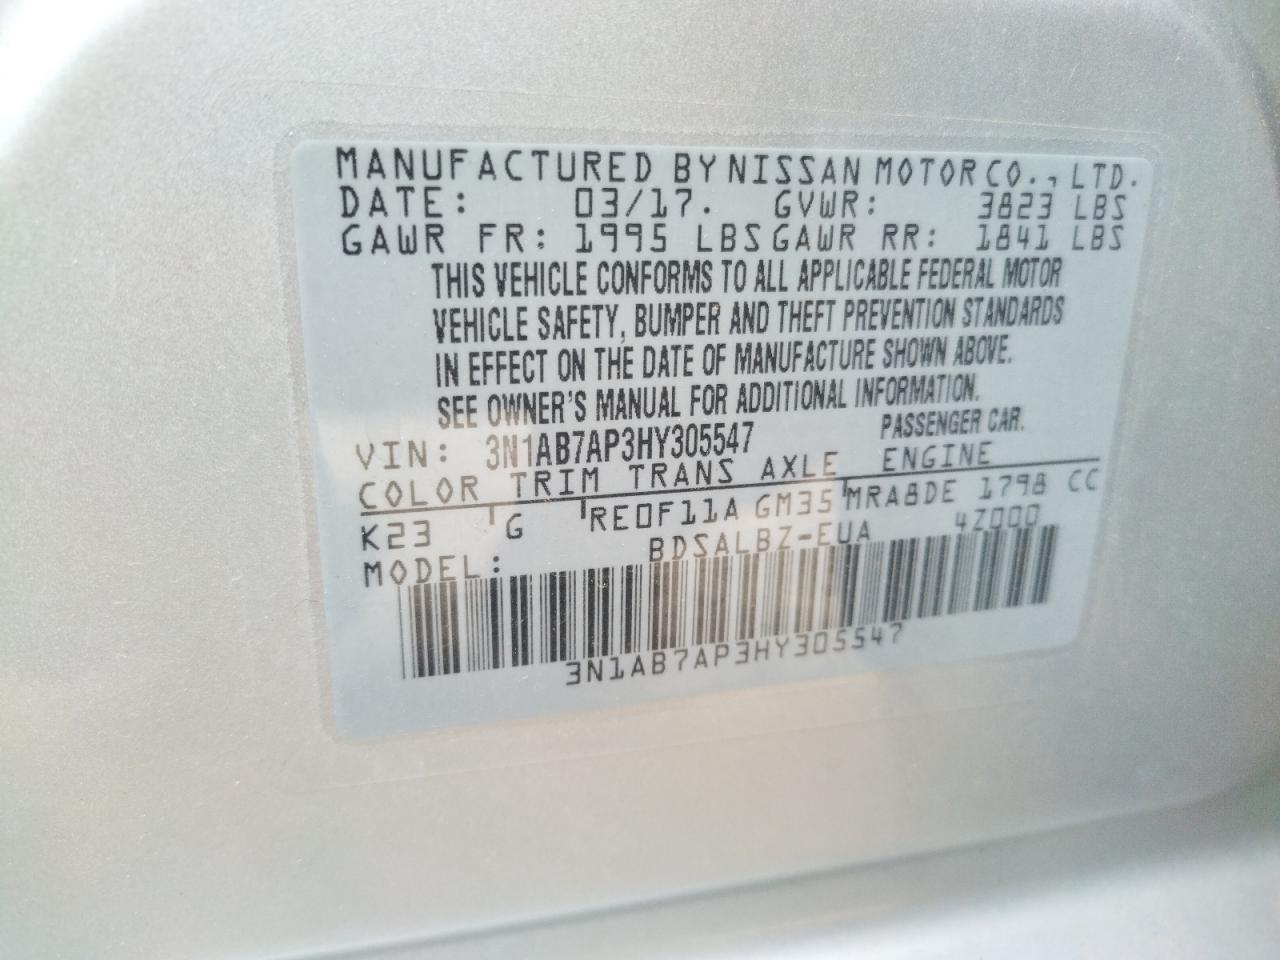 MANUFACTURED BY NISSAN MOTOR CO., LTD.
DATE: 03/17. GVWR: 3823 LBS
GAWR FR: 1995 LBS GAWR RR: 1841 LBS
THIS VEHICLE CONFORMS TO ALL APPLICABLE FEDERAL MOTOR
VEHICLE SAFETY, BUMPER AND THEFT PREVENTION STANDARDS
IN EFFECT ON THE DATE OF MANUFACTURE SHOWN ABOVE.
SEE OWNER'S MANUAL FOR ADDITIONAL INFORMATION.
VIN: 3N1AB7AP3HY305547 PASSENGER CAR.
COLOR TRIM TRANS AXLE ENGINE
K23 G RE0F11A GM35 MRA8DE 1798 CC
MODEL: BDSALBZ-EUA 4Z000
3N1AB7AP3HY305547